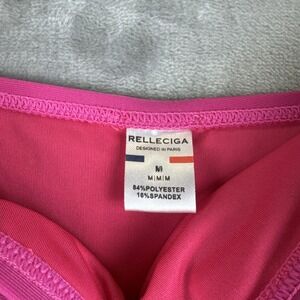 RELLECIGA
DESIGNED IN PARIS
M
M|M|M
84%POLYESTER
16%SPANDEX